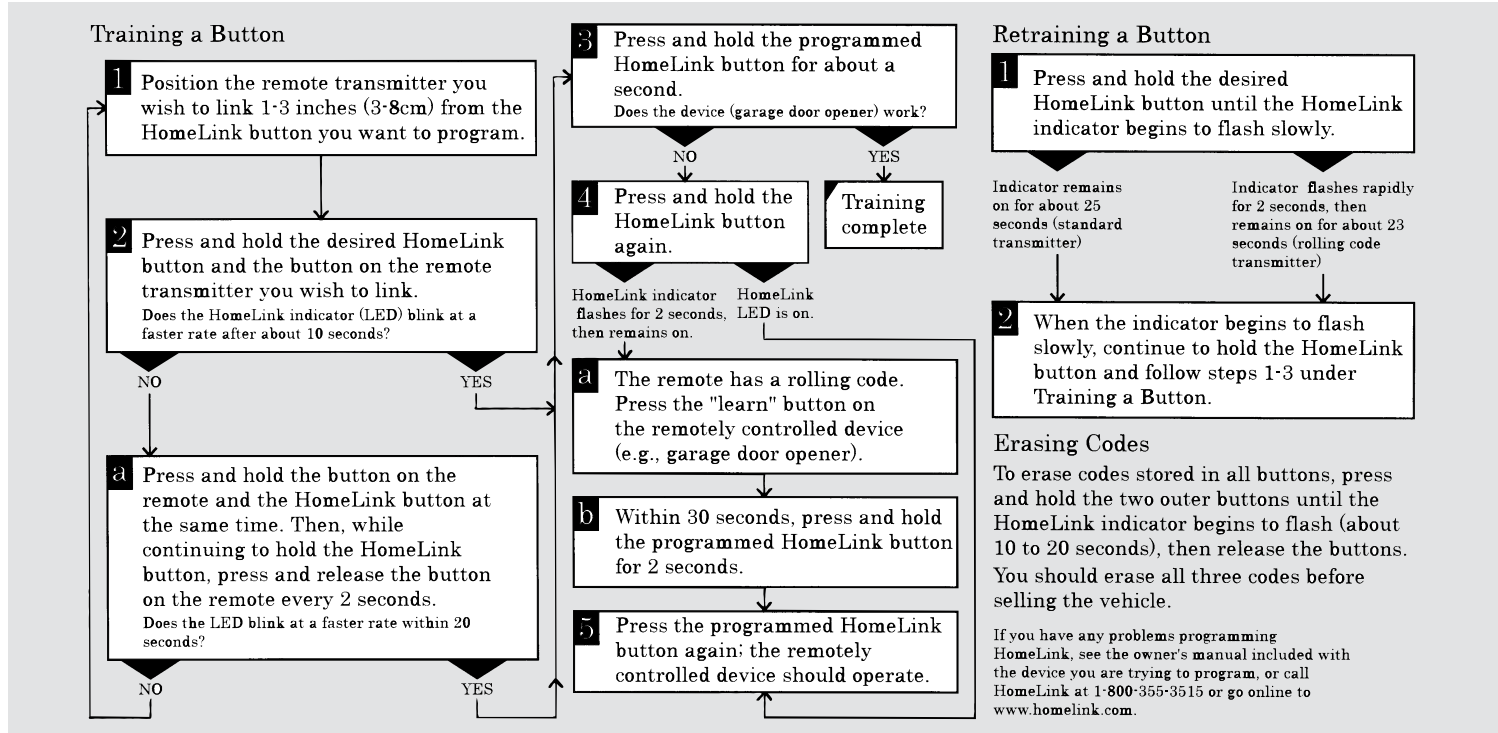 Training a Button
1
Position the remote transmitter you
wish to link 1-3 inches (3-8cm) from the
HomeLink button you want to program.
2
Press and hold the desired HomeLink
button and the button on the remote
transmitter you wish to link.
Does the HomeLink indicator (LED) blink at a
faster rate after about 10 seconds?
NO
YES
a
Press and hold the button on the
remote and the HomeLink button at
the same time. Then, while
continuing to hold the HomeLink
button, press and release the button
on the remote every 2 seconds.
Does the LED blink at a faster rate within 20
seconds?
NO
YES
3
Press and hold the programmed
HomeLink button for about a
second.
Does the device (garage door opener) work?
NO
YES
4
Press and hold the
HomeLink button
again.
Training
complete
HomeLink indicator
flashes for 2 seconds,
then remains on.
HomeLink
LED is on.
a
The remote has a rolling code.
Press the "learn" button on
the remotely controlled device
(e.g., garage door opener).
b
Within 30 seconds, press and hold
the programmed HomeLink button
for 2 seconds.
5
Press the programmed HomeLink
button again; the remotely
controlled device should operate.
Retraining a Button
1
Press and hold the desired
HomeLink button until the HomeLink
indicator begins to flash slowly.
Indicator remains
on for about 25
seconds (standard
transmitter)
Indicator flashes rapidly
for 2 seconds, then
remains on for about 23
seconds (rolling code
transmitter)
2
When the indicator begins to flash
slowly, continue to hold the HomeLink
button and follow steps 1-3 under
Training a Button.
Erasing Codes
To erase codes stored in all buttons, press
and hold the two outer buttons until the
HomeLink indicator begins to flash (about
10 to 20 seconds), then release the buttons.
You should erase all three codes before
selling the vehicle.
If you have any problems programming
HomeLink, see the owner's manual included with
the device you are trying to program, or call
HomeLink at 1-800-355-3515 or go online to
www.homelink.com.